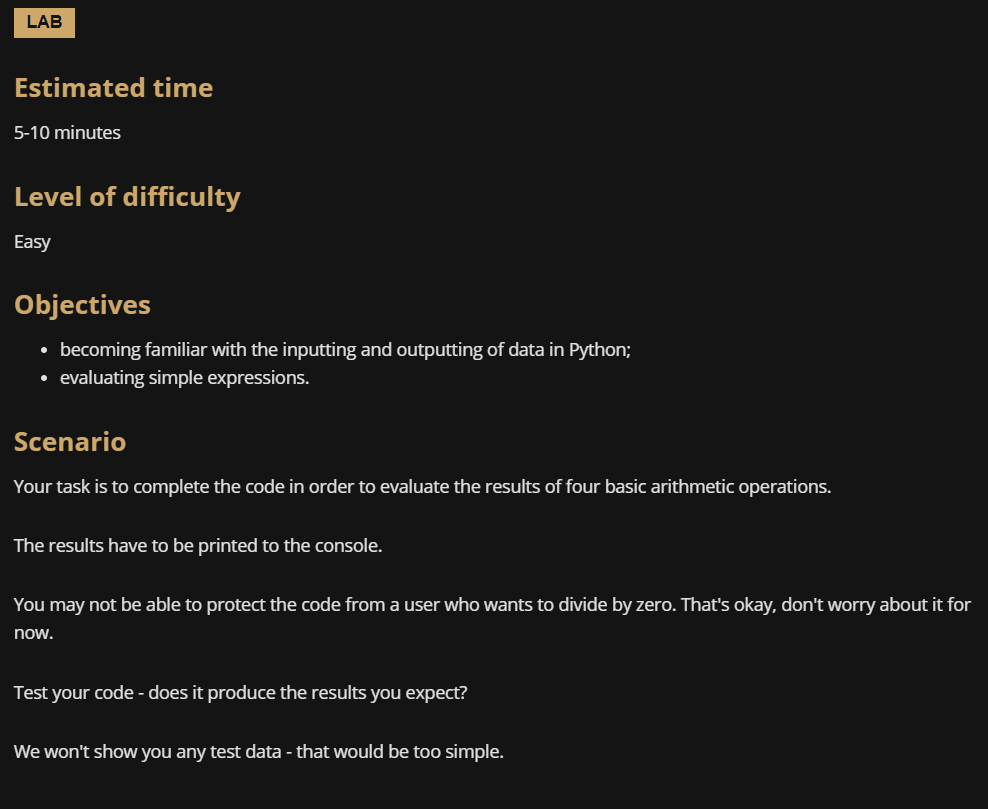 LAB
Estimated time
5-10 minutes
Level of difficulty
Easy
Objectives
• becoming familiar with the inputting and outputting of data in Python;
• evaluating simple expressions.
Scenario
Your task is to complete the code in order to evaluate the results of four basic arithmetic operations.
The results have to be printed to the console.
You may not be able to protect the code from a user who wants to divide by zero. That's okay, don't worry about it for
now.
Test your code - does it produce the results you expect?
We won't show you any test data - that would be too simple.